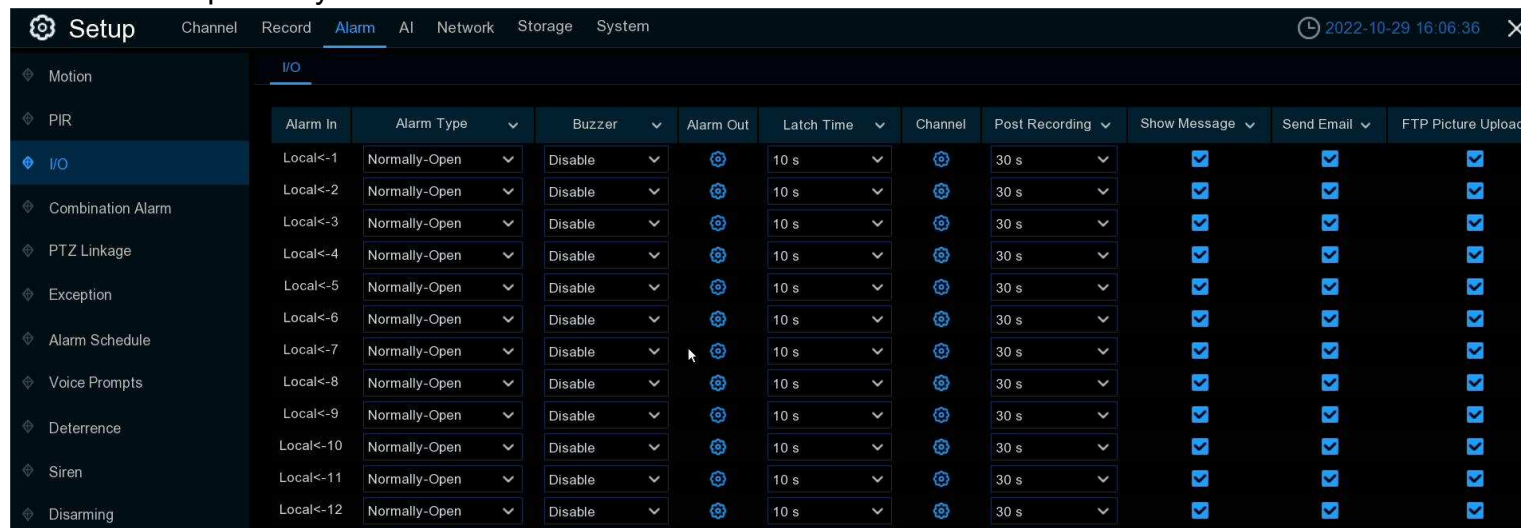 Setup Channel Record Alarm AI Network Storage System 2022-10-29 16:06:36
Motion
I/O
PIR
I/O
Combination Alarm
PTZ Linkage
Exception
Alarm Schedule
Voice Prompts
Deterrence
Siren
Disarming
Alarm In Alarm Type Buzzer Alarm Out Latch Time Channel Post Recording Show Message Send Email FTP Picture Upload
Local<-1 Normally-Open Disable 10 s 30 s
Local<-2 Normally-Open Disable 10 s 30 s
Local<-3 Normally-Open Disable 10 s 30 s
Local<-4 Normally-Open Disable 10 s 30 s
Local<-5 Normally-Open Disable 10 s 30 s
Local<-6 Normally-Open Disable 10 s 30 s
Local<-7 Normally-Open Disable 10 s 30 s
Local<-8 Normally-Open Disable 10 s 30 s
Local<-9 Normally-Open Disable 10 s 30 s
Local<-10 Normally-Open Disable 10 s 30 s
Local<-11 Normally-Open Disable 10 s 30 s
Local<-12 Normally-Open Disable 10 s 30 s